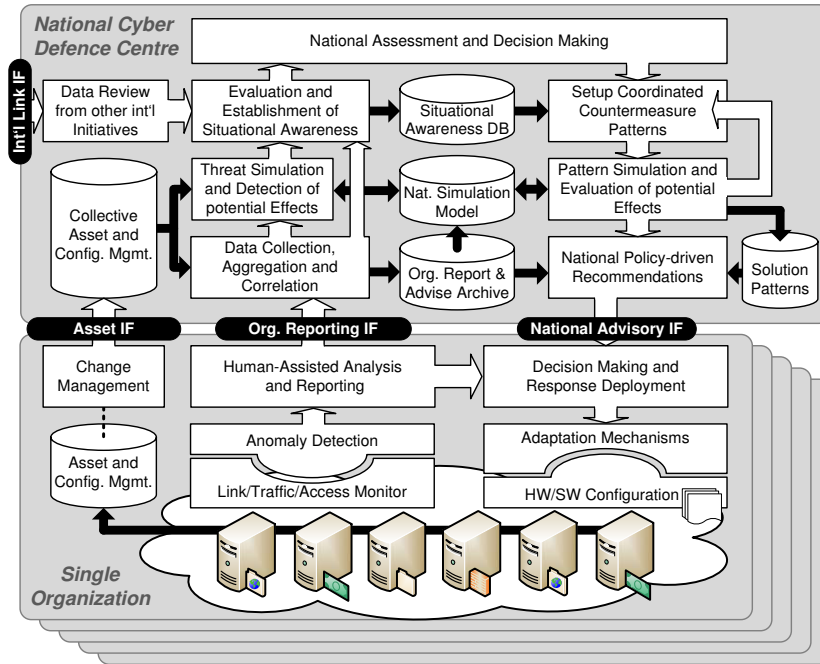 National Cyber
Defence Centre
National Assessment and Decision Making
Int'l Link IF
Data Review
from other int'l
Initiatives
Evaluation and
Establishment of
Situational Awareness
Situational
Awareness DB
Setup Coordinated
Countermeasure
Patterns
Collective
Asset and
Config. Mgmt.
Threat Simulation
and Detection of
potential Effects
Nat. Simulation
Model
Pattern Simulation and
Evaluation of potential
Effects
Data Collection,
Aggregation and
Correlation
Org. Report &
Advise Archive
National Policy-driven
Recommendations
Solution
Patterns
Asset IF
Org. Reporting IF
National Advisory IF
Change
Management
Human-Assisted Analysis
and Reporting
Decision Making and
Response Deployment
Asset and
Config. Mgmt.
Anomaly Detection
Adaptation Mechanisms
Link/Traffic/Access Monitor
HW/SW Configuration
Single
Organization